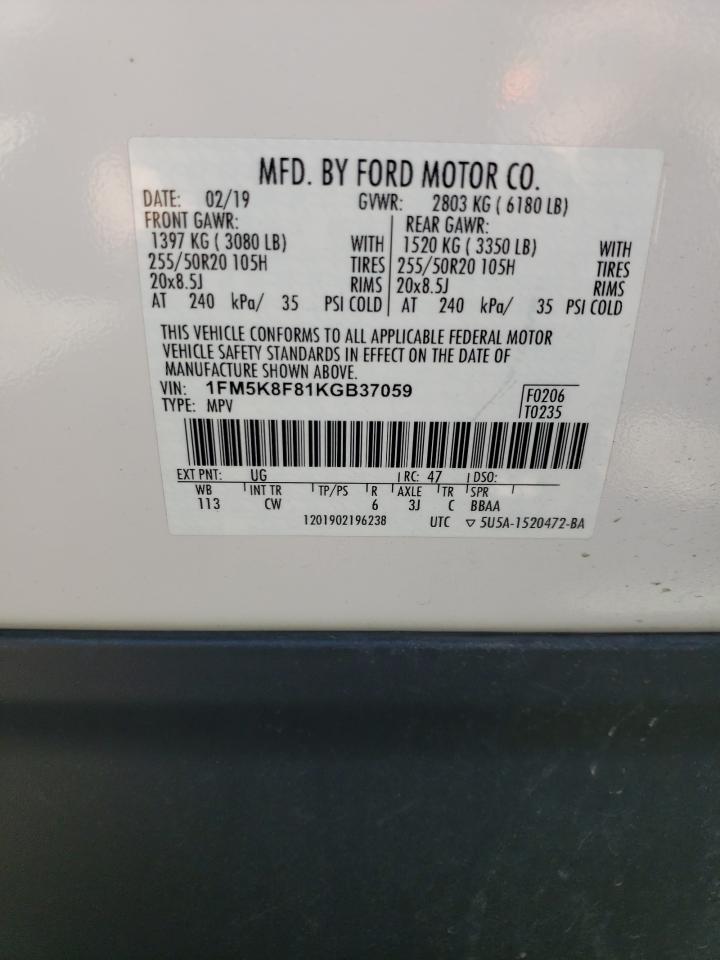 MFD. BY FORD MOTOR CO.
DATE: 02/19 GVWR: 2803 KG ( 6180 LB)
FRONT GAWR: REAR GAWR:
1397 KG ( 3080 LB) WITH 1520 KG ( 3350 LB) WITH
255/50R20 105H TIRES 255/50R20 105H TIRES
20x8.5J RIMS 20x8.5J RIMS
AT 240 kPa/ 35 PSI COLD AT 240 kPa/ 35 PSI COLD
THIS VEHICLE CONFORMS TO ALL APPLICABLE FEDERAL MOTOR
VEHICLE SAFETY STANDARDS IN EFFECT ON THE DATE OF
MANUFACTURE SHOWN ABOVE.
VIN: 1FM5K8F81KGB37059 F0206
TYPE: MPV T0235
EXT PNT: UG RC: 47 DSO:
WB INT TR TP/PS R AXLE TR SPR
113 CW 6 3J C BBAA
1201902196238 UTC ▽ 5U5A-1520472-BA